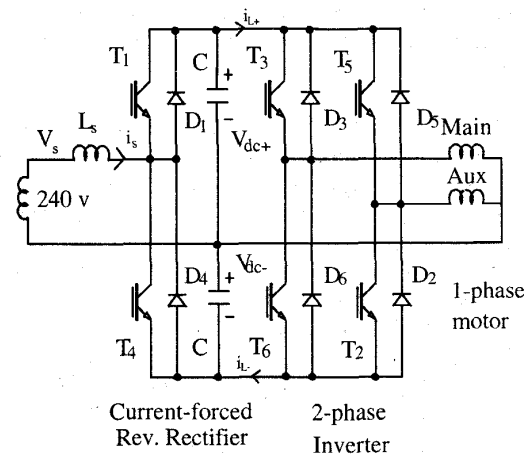 i_L+
T1 C T3 T5
+
Vs Ls is D1 − Vdc+ D3 D5 Main
240 v Aux
Vdc-
D4 + D6 D2 1-phase
− motor
T4 C i_L- T6 T2
Current-forced 2-phase
Rev. Rectifier Inverter